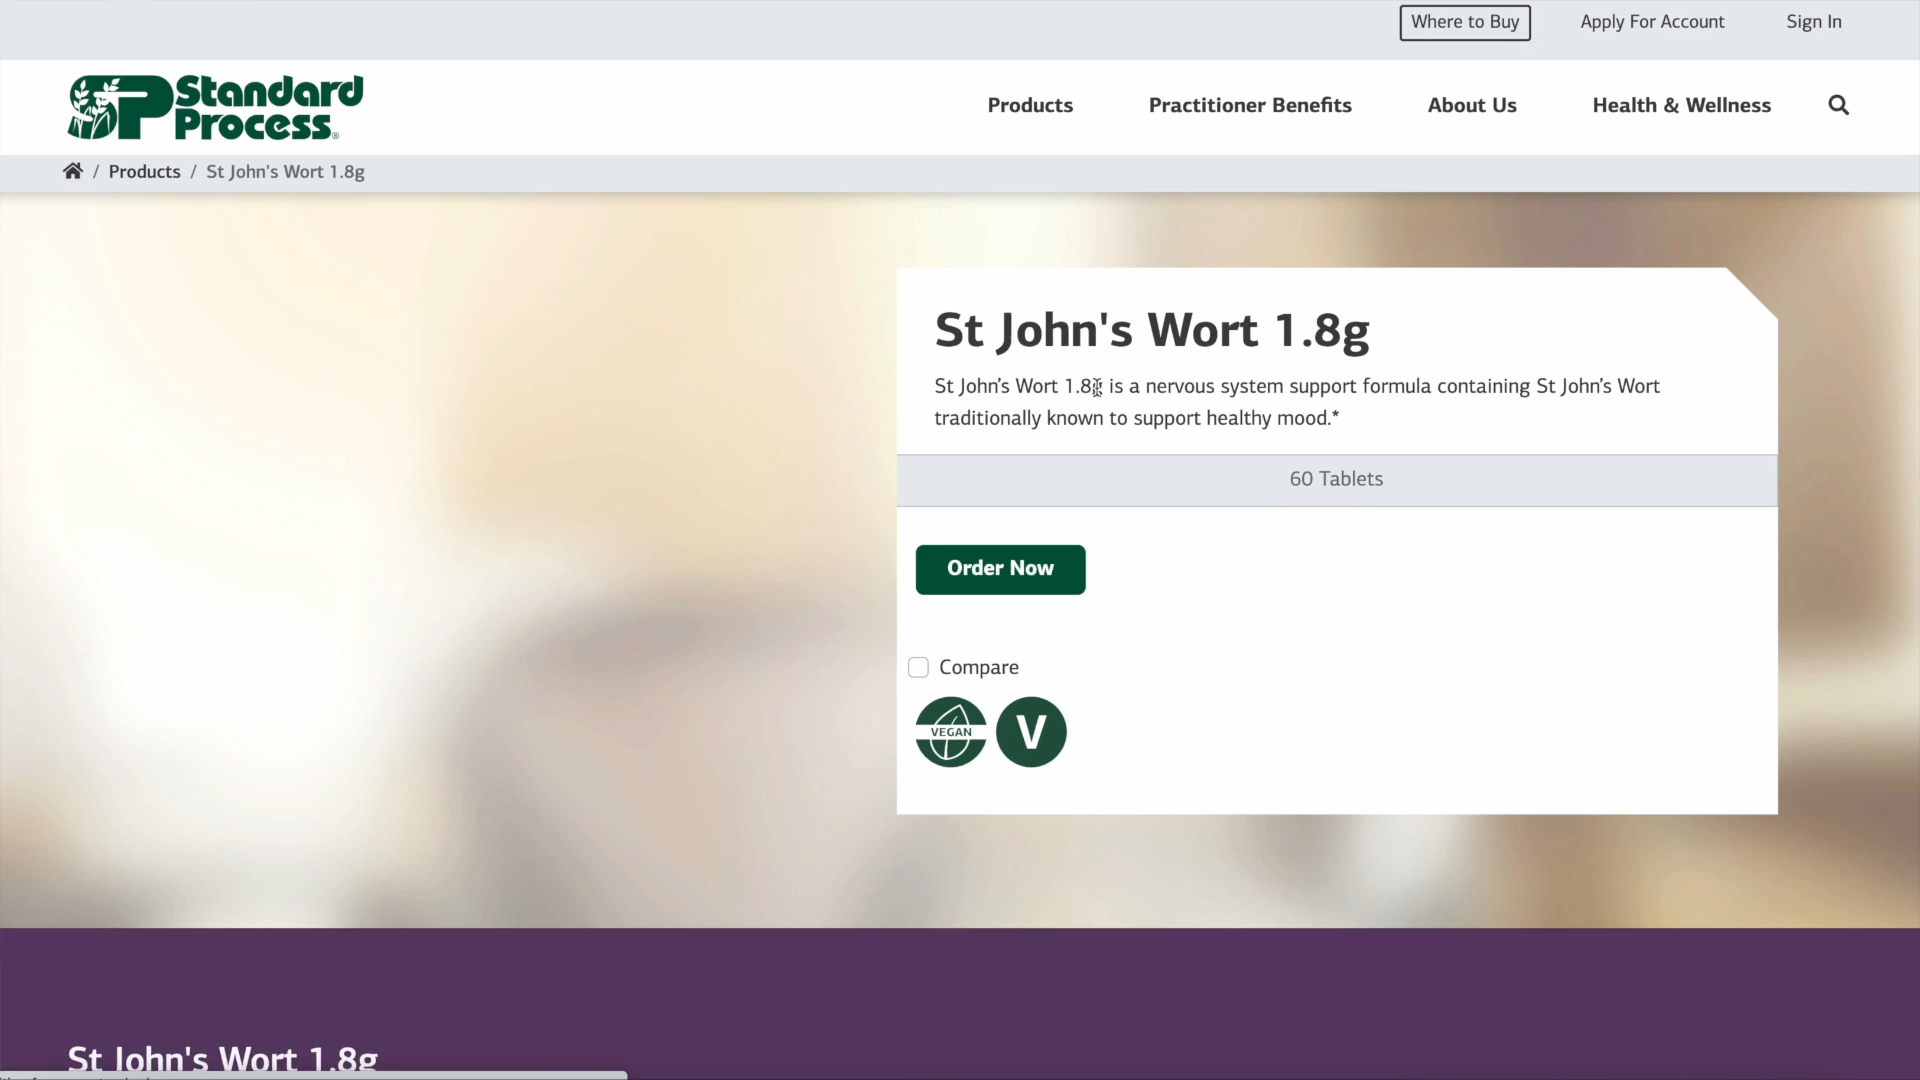 Where to Buy
Apply For Account
Sign In
Standard
Process®
Products
Practitioner Benefits
About Us
Health & Wellness
/ Products / St John's Wort 1.8g
St John's Wort 1.8g
St John’s Wort 1.8g is a nervous system support formula containing St John’s Wort
traditionally known to support healthy mood.*
60 Tablets
Order Now
Compare
VEGAN
V
St John's Wort 1.8g